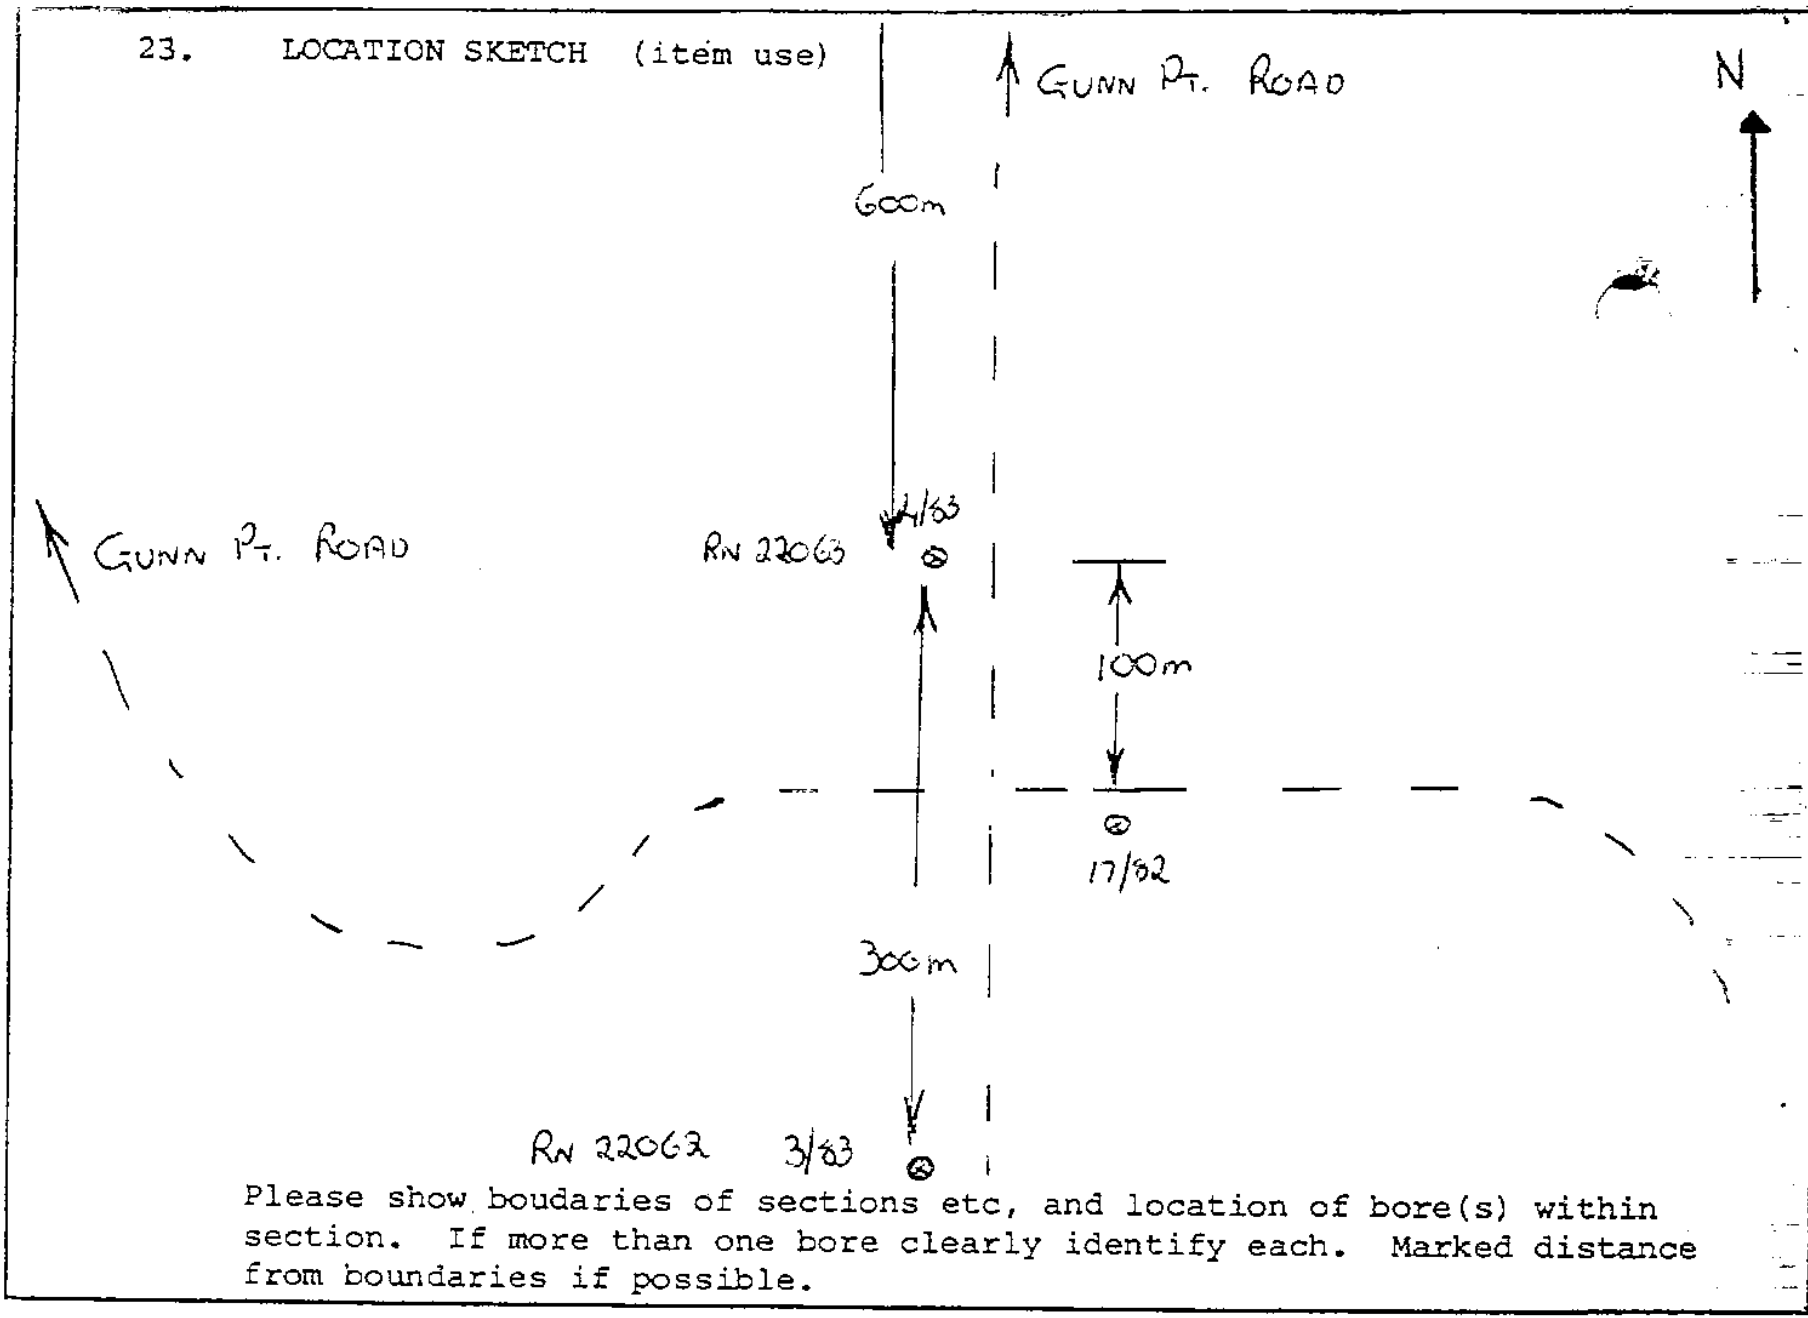 23. LOCATION SKETCH (item use)
GUNN PT. ROAD
N
600m
4/83
GUNN PT. ROAD
RN 22063
100m
17/82
300m
RN 22062 3/83
Please show boudaries of sections etc, and location of bore(s) within
section. If more than one bore clearly identify each. Marked distance
from boundaries if possible.